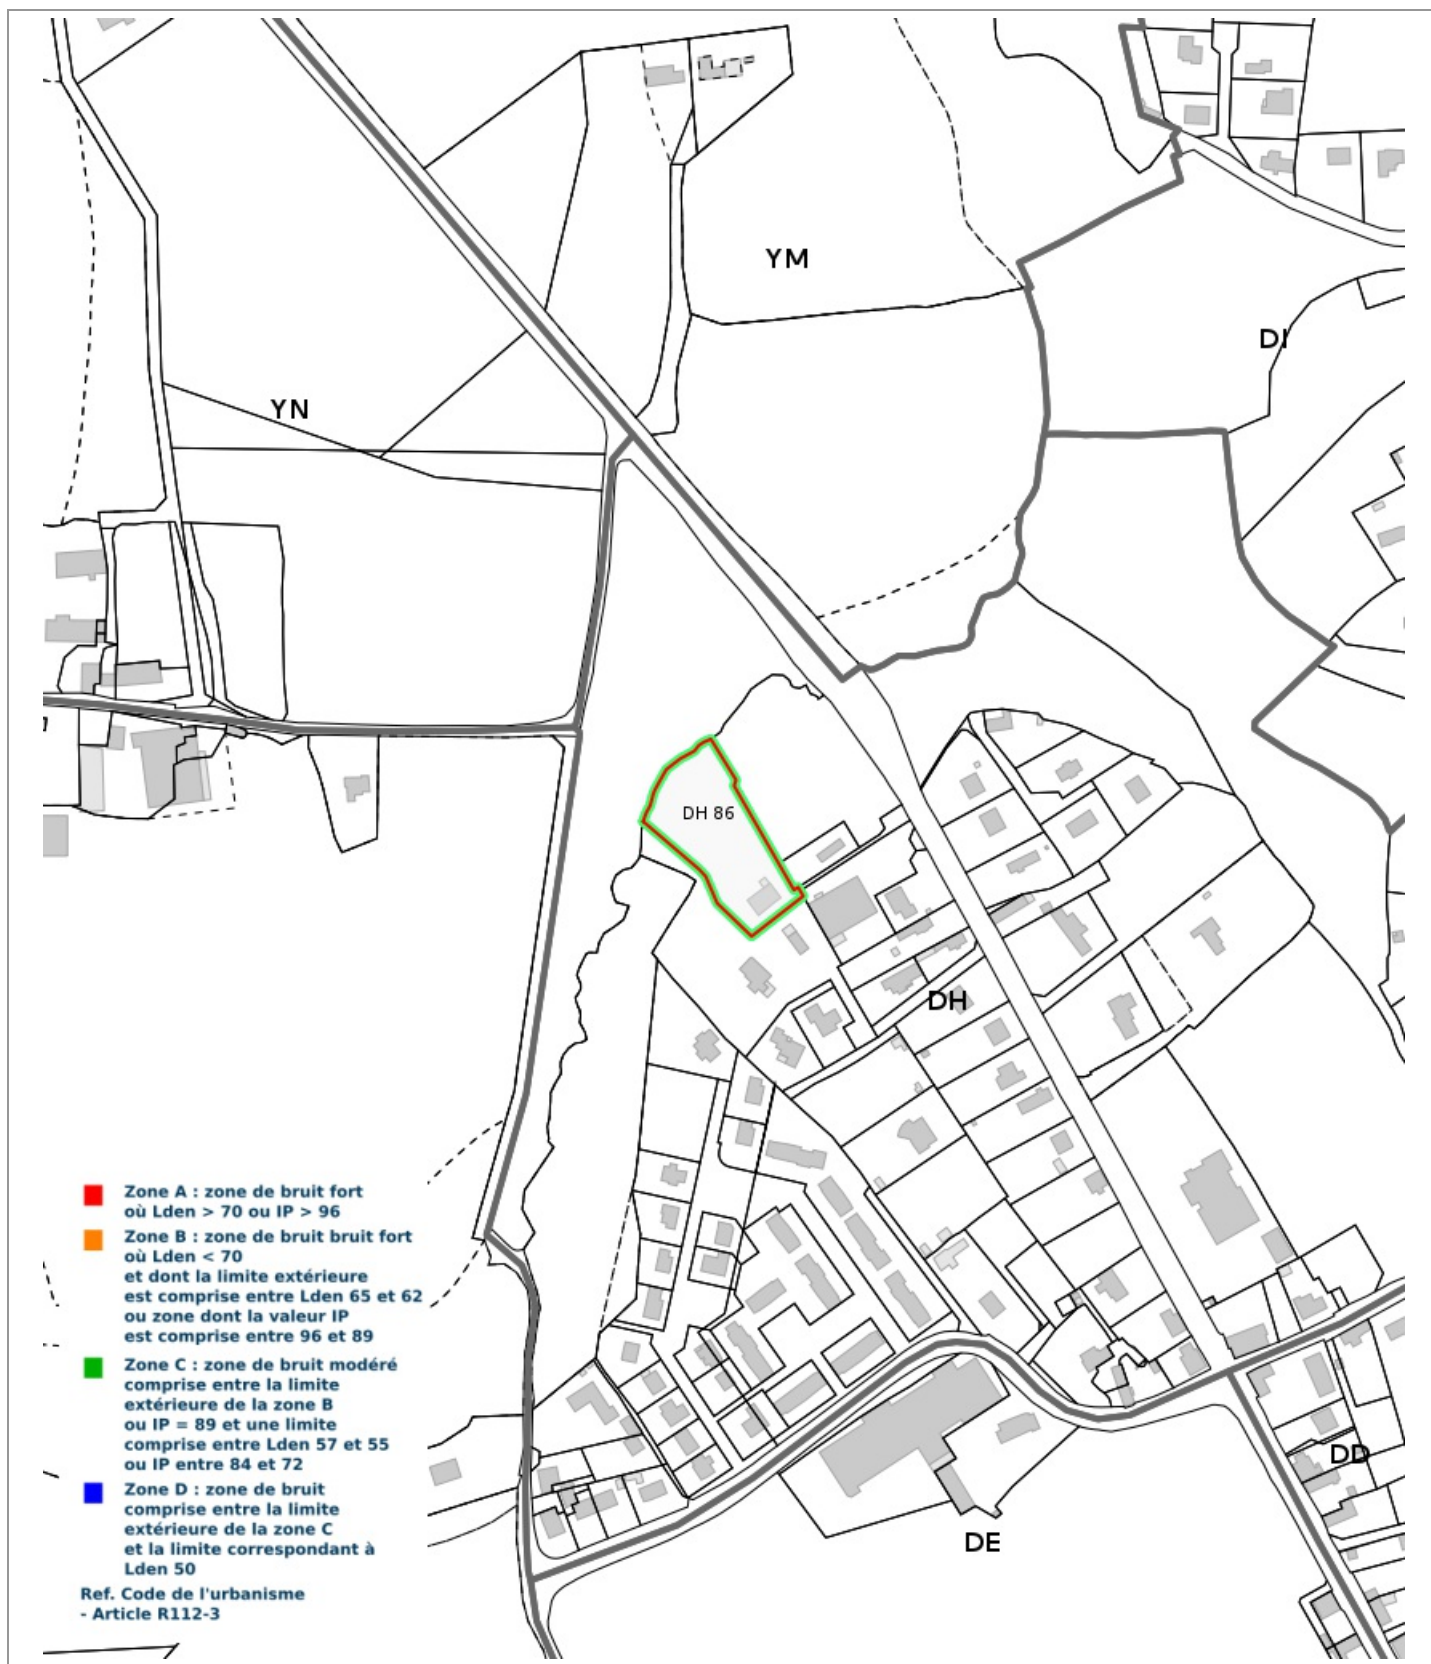 YM
DI
YN
DH 86
DH
Zone A : zone de bruit fort
où Lden > 70 ou IP > 96
Zone B : zone de bruit bruit fort
où Lden < 70
et dont la limite extérieure
est comprise entre Lden 65 et 62
ou zone dont la valeur IP
est comprise entre 96 et 89
Zone C : zone de bruit modéré
comprise entre la limite
extérieure de la zone B
ou IP = 89 et une limite
comprise entre Lden 57 et 55
ou IP entre 84 et 72
DD
Zone D : zone de bruit
comprise entre la limite
extérieure de la zone C
et la limite correspondant à
Lden 50
DE
Ref. Code de l'urbanisme
- Article R112-3